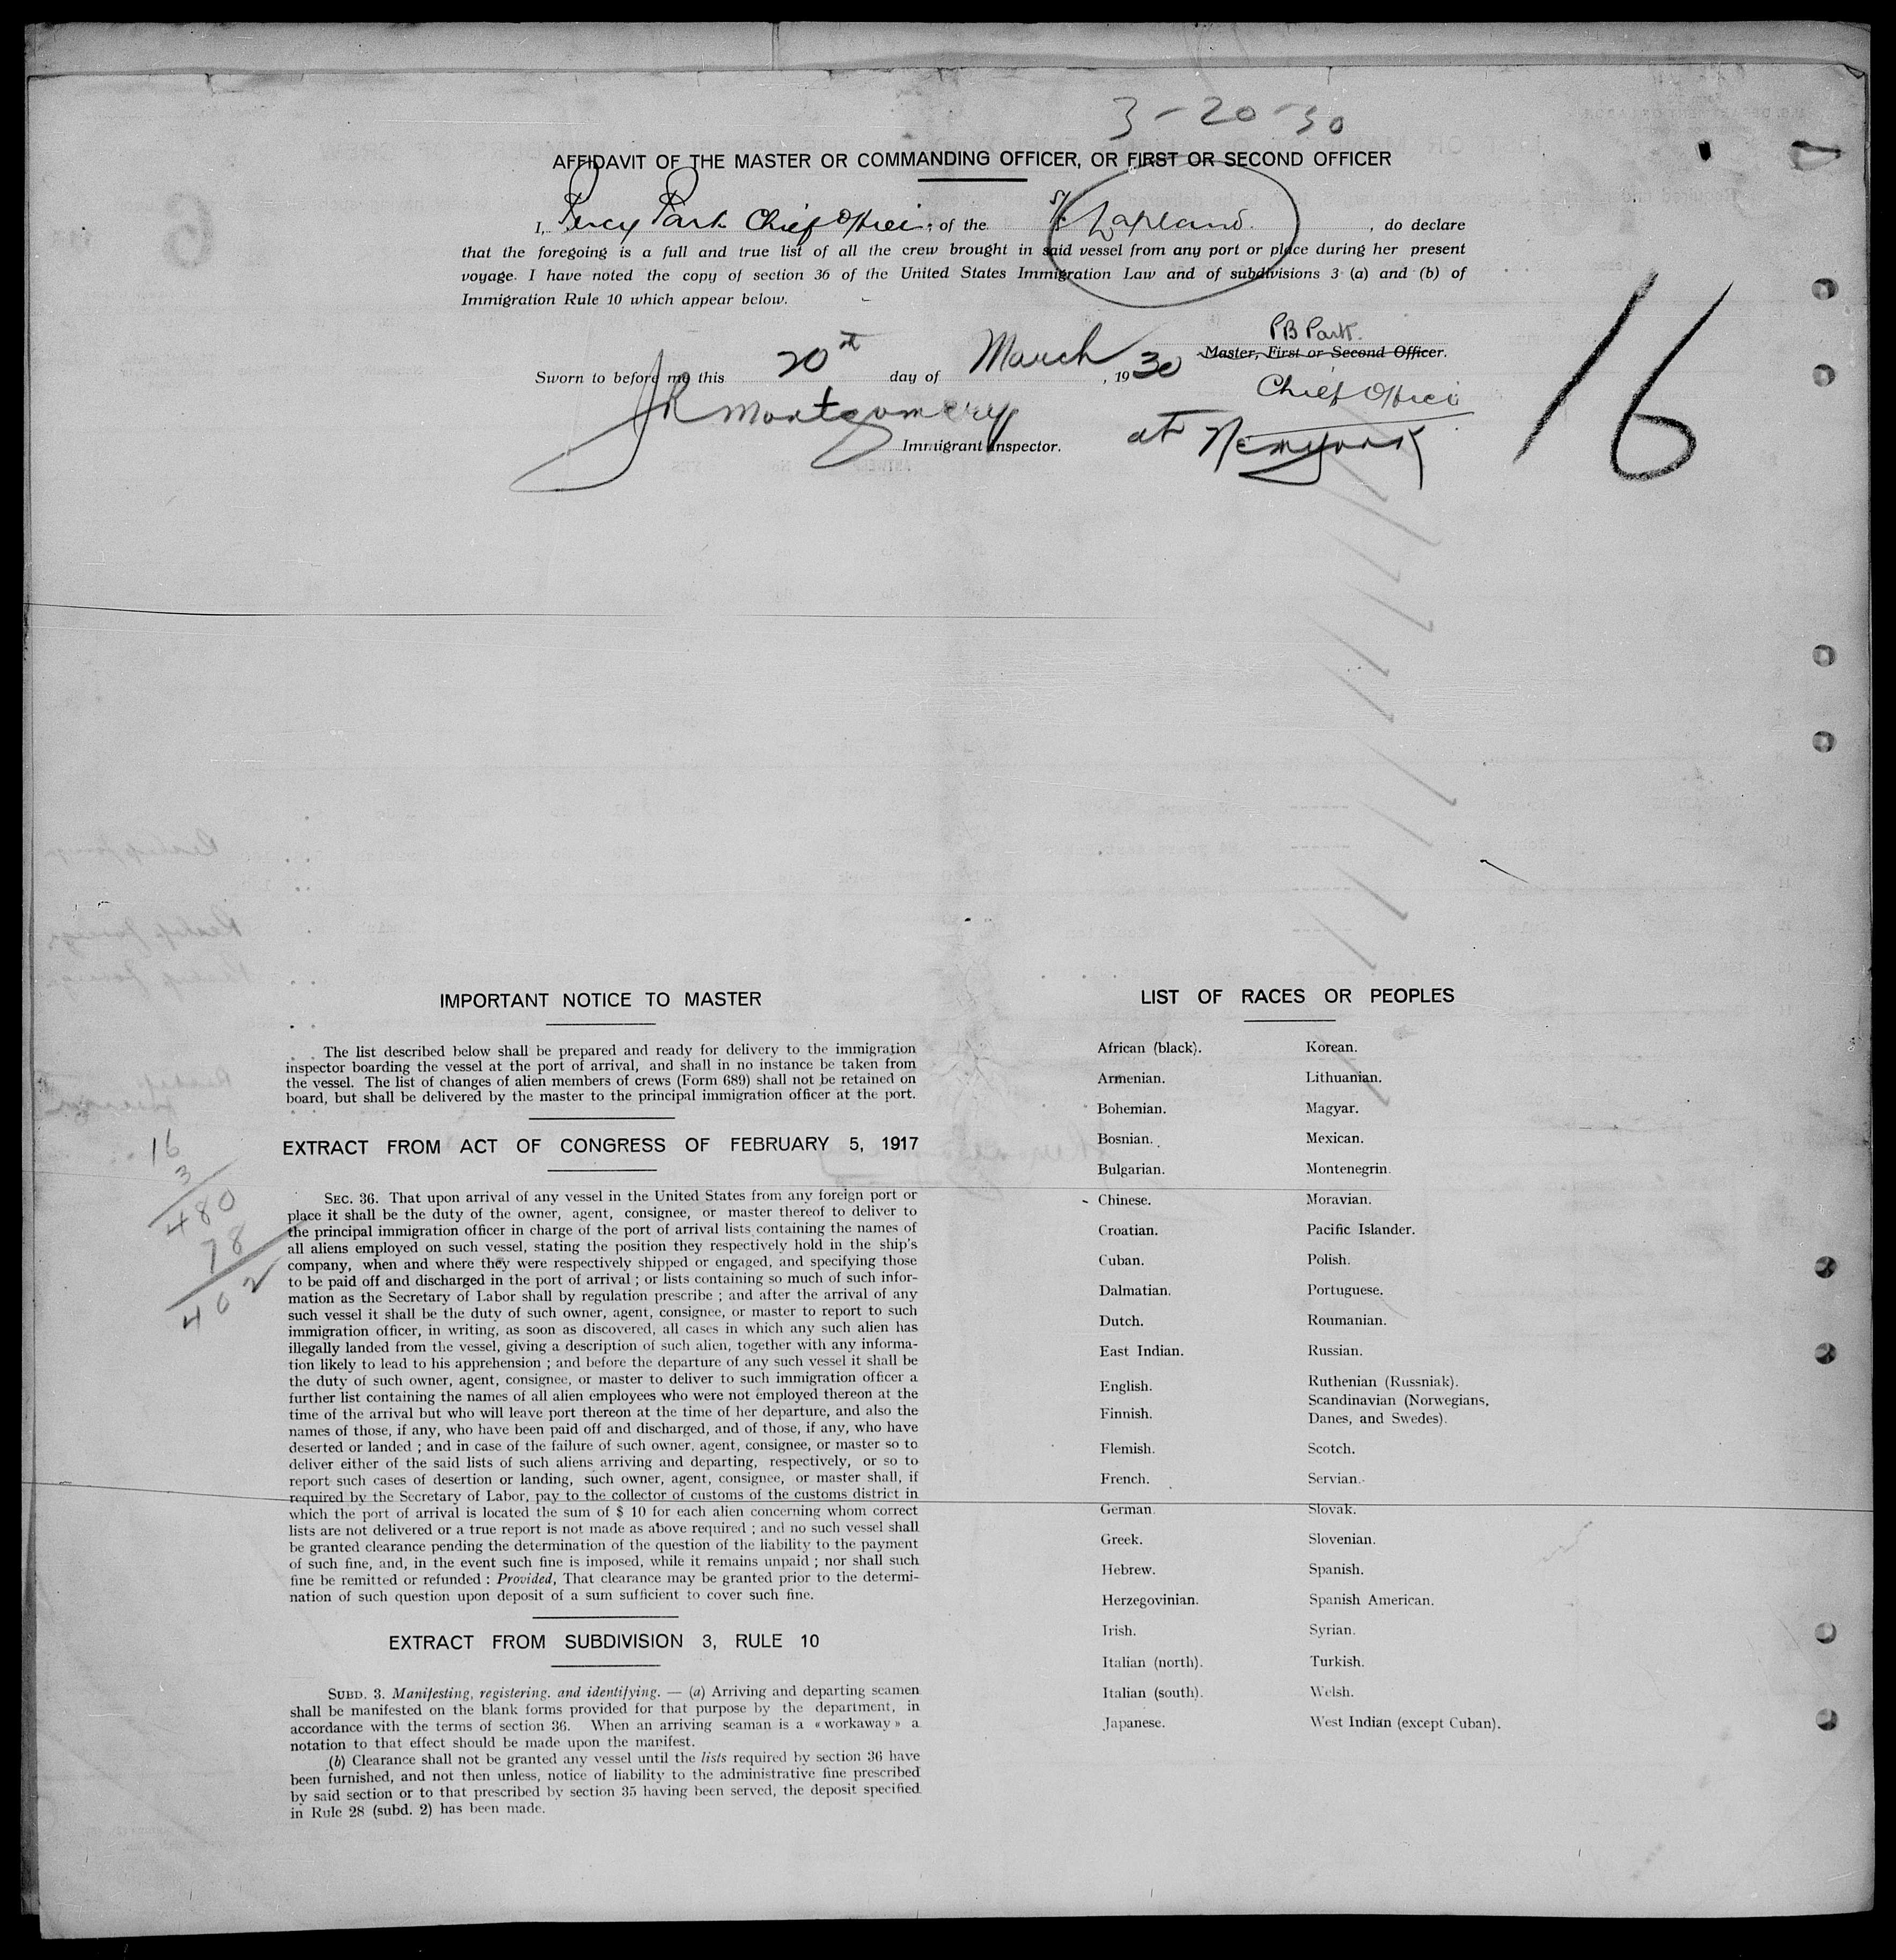 3-20-30
AFFIDAVIT OF THE MASTER OR COMMANDING OFFICER, OR FIRST OR SECOND OFFICER
I, Percy Park Chief Officer, of the S/S Lapland. , do declare
that the foregoing is a full and true list of all the crew brought in said vessel from any port or place during her present
voyage. I have noted the copy of section 36 of the United States Immigration Law and of subdivisions 3 (a) and (b) of
Immigration Rule 10 which appear below.
PB Park.
Master, First or Second Officer.
Sworn to before me this 20st day of March, 1930
Chief Officer
JR Montgomery
Immigrant Inspector.
at New York
16
IMPORTANT NOTICE TO MASTER
The list described below shall be prepared and ready for delivery to the immigration
inspector boarding the vessel at the port of arrival, and shall in no instance be taken from
the vessel. The list of changes of alien members of crews (Form 689) shall not be retained on
board, but shall be delivered by the master to the principal immigration officer at the port.
EXTRACT FROM ACT OF CONGRESS OF FEBRUARY 5, 1917
16
3
480
78
402
SEC. 36. That upon arrival of any vessel in the United States from any foreign port or
place it shall be the duty of the owner, agent, consignee, or master thereof to deliver to
the principal immigration officer in charge of the port of arrival lists containing the names of
all aliens employed on such vessel, stating the position they respectively hold in the ship's
company, when and where they were respectively shipped or engaged, and specifying those
to be paid off and discharged in the port of arrival ; or lists containing so much of such infor-
mation as the Secretary of Labor shall by regulation prescribe ; and after the arrival of any
such vessel it shall be the duty of such owner, agent, consignee, or master to report to such
immigration officer, in writing, as soon as discovered, all cases in which any such alien has
illegally landed from the vessel, giving a description of such alien, together with any informa-
tion likely to lead to his apprehension ; and before the departure of any such vessel it shall be
the duty of such owner, agent, consignee, or master to deliver to such immigration officer a
further list containing the names of all alien employees who were not employed thereon at the
time of the arrival but who will leave port thereon at the time of her departure, and also the
names of those, if any, who have been paid off and discharged, and of those, if any, who have
deserted or landed ; and in case of the failure of such owner, agent, consignee, or master so to
deliver either of the said lists of such aliens arriving and departing, respectively, or so to
report such cases of desertion or landing, such owner, agent, consignee, or master shall, if
required by the Secretary of Labor, pay to the collector of customs of the customs district in
which the port of arrival is located the sum of $ 10 for each alien concerning whom correct
lists are not delivered or a true report is not made as above required ; and no such vessel shall
be granted clearance pending the determination of the question of the liability to the payment
of such fine, and, in the event such fine is imposed, while it remains unpaid ; nor shall such
fine be remitted or refunded : Provided, That clearance may be granted prior to the determi-
nation of such question upon deposit of a sum sufficient to cover such fine.
EXTRACT FROM SUBDIVISION 3, RULE 10
SUBD. 3. Manifesting, registering. and identifying. — (a) Arriving and departing seamen
shall be manifested on the blank forms provided for that purpose by the department, in
accordance with the terms of section 36. When an arriving seaman is a « workaway » a
notation to that effect should be made upon the manifest.
(b) Clearance shall not be granted any vessel until the lists required by section 36 have
been furnished, and not then unless, notice of liability to the administrative fine prescribed
by said section or to that prescribed by section 35 having been served, the deposit specified
in Rule 28 (subd. 2) has been made.
LIST OF RACES OR PEOPLES
African (black).
Armenian.
Bohemian.
Bosnian.
Bulgarian.
Chinese.
Croatian.
Cuban.
Dalmatian.
Dutch.
East Indian.
English.
Finnish.
Flemish.
French.
German.
Greek.
Hebrew.
Herzegovinian.
Irish.
Italian (north).
Italian (south).
Japanese.
Korean.
Lithuanian.
Magyar.
Mexican.
Montenegrin.
Moravian.
Pacific Islander.
Polish.
Portuguese.
Roumanian.
Russian.
Ruthenian (Russniak).
Scandinavian (Norwegians,
Danes, and Swedes).
Scotch.
Servian.
Slovak.
Slovenian.
Spanish.
Spanish American.
Syrian.
Turkish.
Welsh.
West Indian (except Cuban).